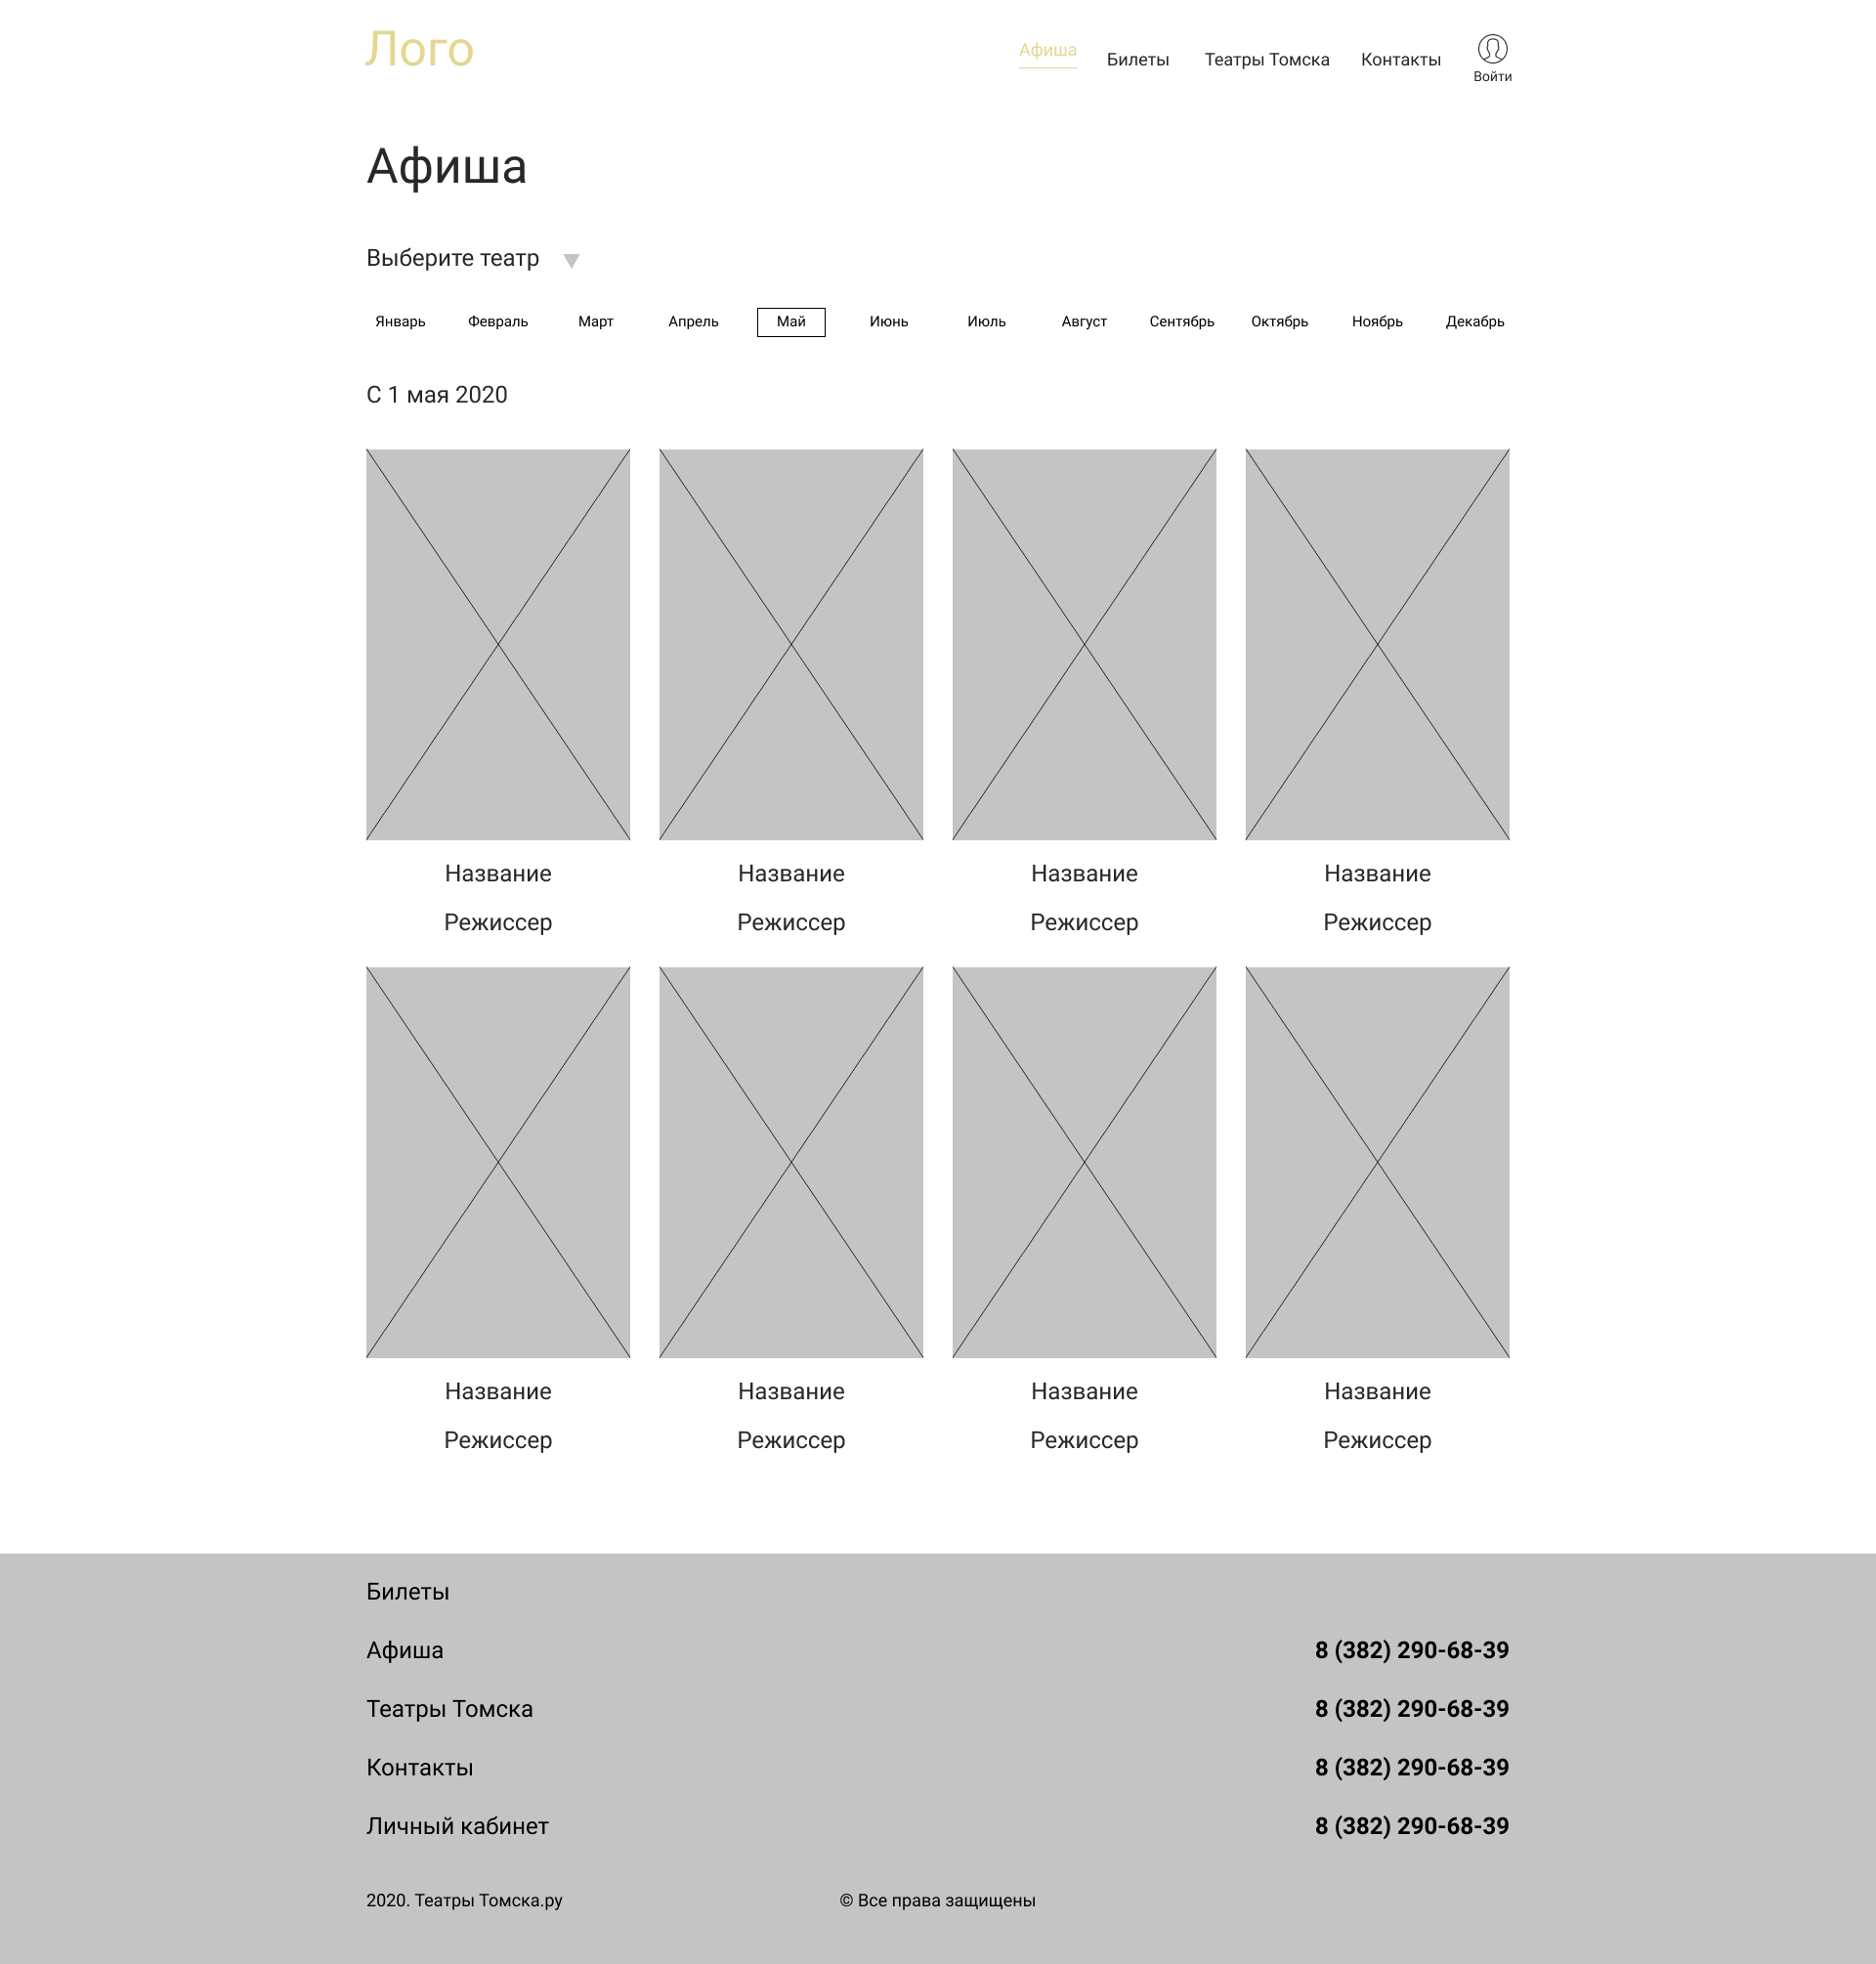 Лого
Афиша Билеты Театры Томска Контакты Войти
Афиша
Выберите театр
Январь Февраль Март Апрель Май Июнь Июль Август Сентябрь Октябрь Ноябрь Декабрь
С 1 мая 2020
Название Название Название Название
Режиссер Режиссер Режиссер Режиссер
Название Название Название Название
Режиссер Режиссер Режиссер Режиссер
Билеты
Афиша 8 (382) 290-68-39
Театры Томска 8 (382) 290-68-39
Контакты 8 (382) 290-68-39
Личный кабинет 8 (382) 290-68-39
2020. Театры Томска.ру © Все права защищены